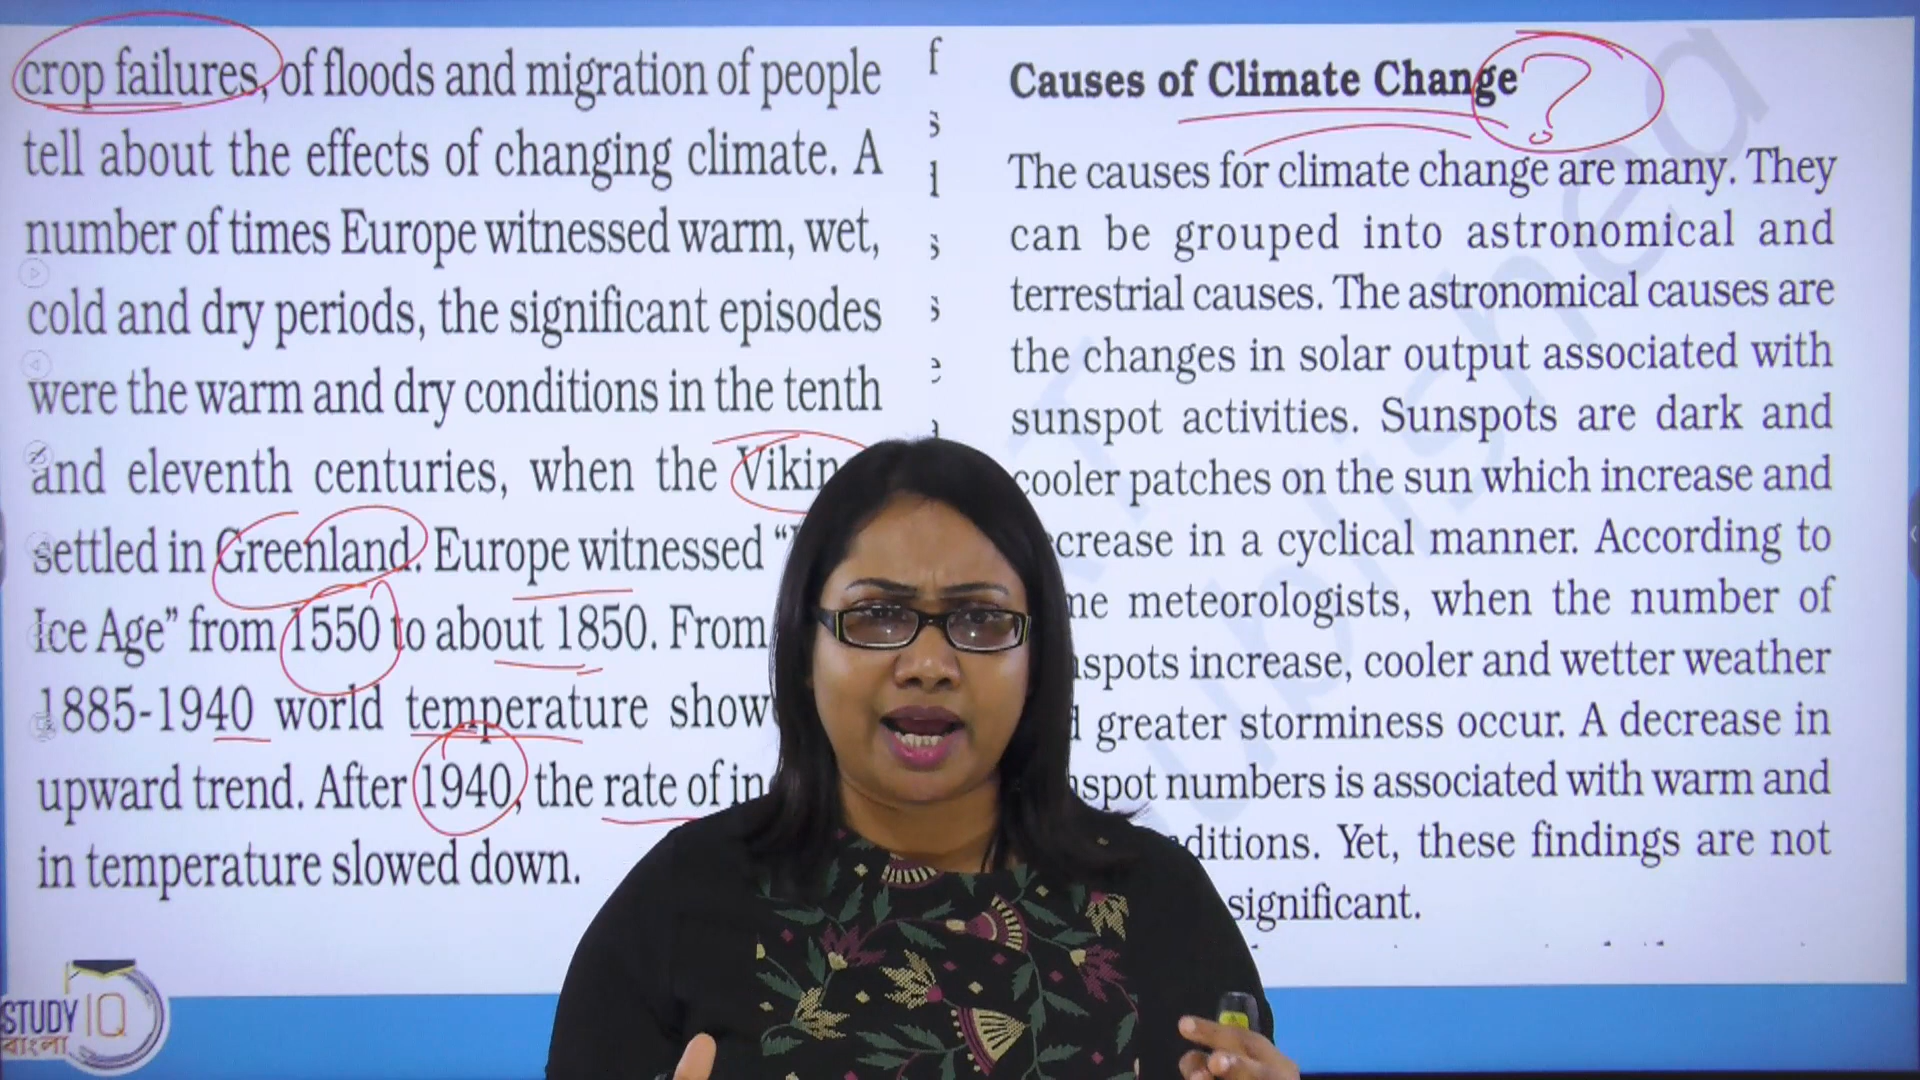 crop failures, of floods and migration of people
tell about the effects of changing climate. A
number of times Europe witnessed warm, wet,
cold and dry periods, the significant episodes
were the warm and dry conditions in the tenth
and eleventh centuries, when the Vikin
settled in Greenland. Europe witnessed “
Ice Age” from 1550 to about 1850. From
1885-1940 world temperature show
upward trend. After 1940, the rate of in
in temperature slowed down.
f
s
l
s
s
e
Causes of Climate Change ?
The causes for climate change are many. They
can be grouped into astronomical and
terrestrial causes. The astronomical causes are
the changes in solar output associated with
sunspot activities. Sunspots are dark and
cooler patches on the sun which increase and
crease in a cyclical manner. According to
me meteorologists, when the number of
spots increase, cooler and wetter weather
d greater storminess occur. A decrease in
spot numbers is associated with warm and
ditions. Yet, these findings are not
significant.
STUDY IQ
বাংলা